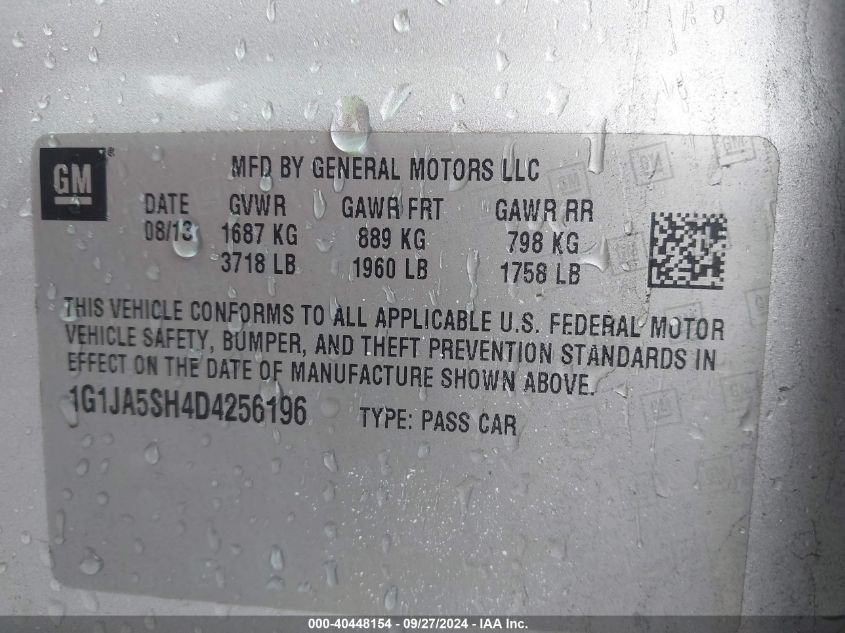 GM®
MFD BY GENERAL MOTORS LLC
DATE GVWR GAWR FRT GAWR RR
08/13 1687 KG 889 KG 798 KG
3718 LB 1960 LB 1758 LB
THIS VEHICLE CONFORMS TO ALL APPLICABLE U.S. FEDERAL MOTOR
VEHICLE SAFETY, BUMPER, AND THEFT PREVENTION STANDARDS IN
EFFECT ON THE DATE OF MANUFACTURE SHOWN ABOVE.
1G1JA5SH4D4256196 TYPE: PASS CAR
000-40448154 - 09/27/2024 - IAA Inc.